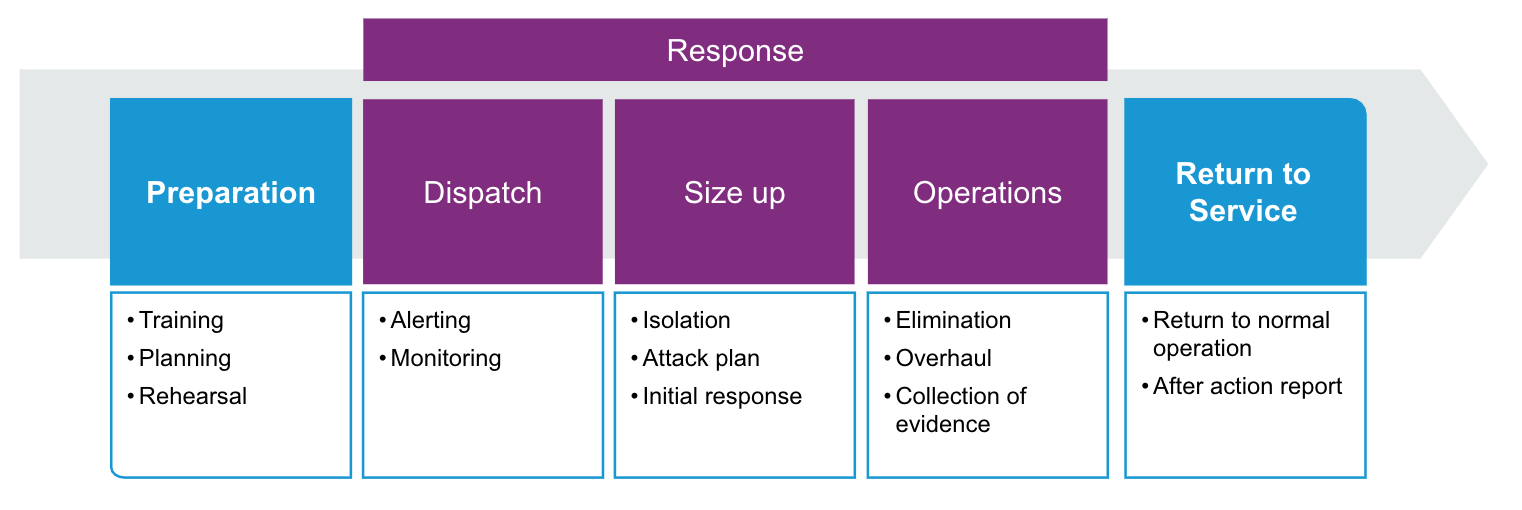 Response
Preparation
Dispatch
Size up
Operations
Return to
Service
• Training
• Planning
• Rehearsal
• Alerting
• Monitoring
• Isolation
• Attack plan
• Initial response
• Elimination
• Overhaul
• Collection of
evidence
• Return to normal
operation
• After action report